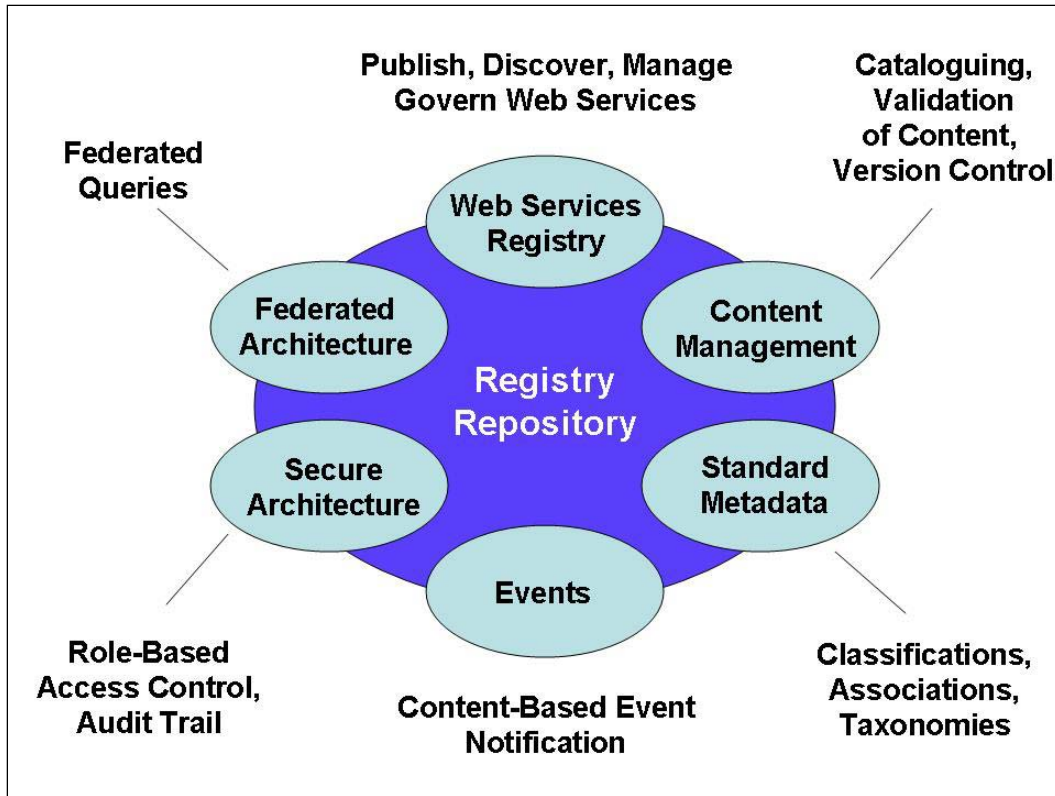 Publish, Discover, Manage
Govern Web Services
Cataloguing,
Validation
of Content,
Version Control
Federated
Queries
Web Services
Registry
Federated
Architecture
Content
Management
Registry
Repository
Secure
Architecture
Standard
Metadata
Events
Role-Based
Access Control,
Audit Trail
Content-Based Event
Notification
Classifications,
Associations,
Taxonomies